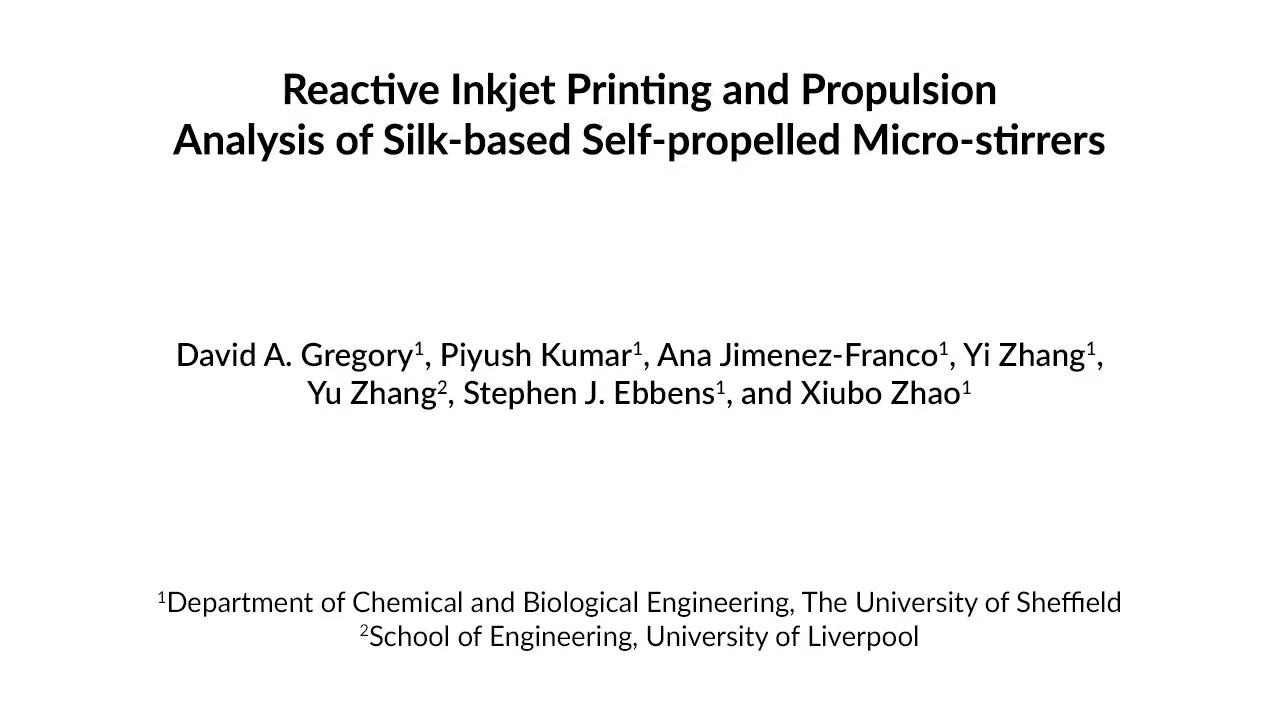 Reactive Inkjet Printing and Propulsion
Analysis of Silk-based Self-propelled Micro-stirrers
David A. Gregory¹, Piyush Kumar¹, Ana Jimenez-Franco¹, Yi Zhang¹,
Yu Zhang², Stephen J. Ebbens¹, and Xiubo Zhao¹
¹Department of Chemical and Biological Engineering, The University of Sheffield
²School of Engineering, University of Liverpool